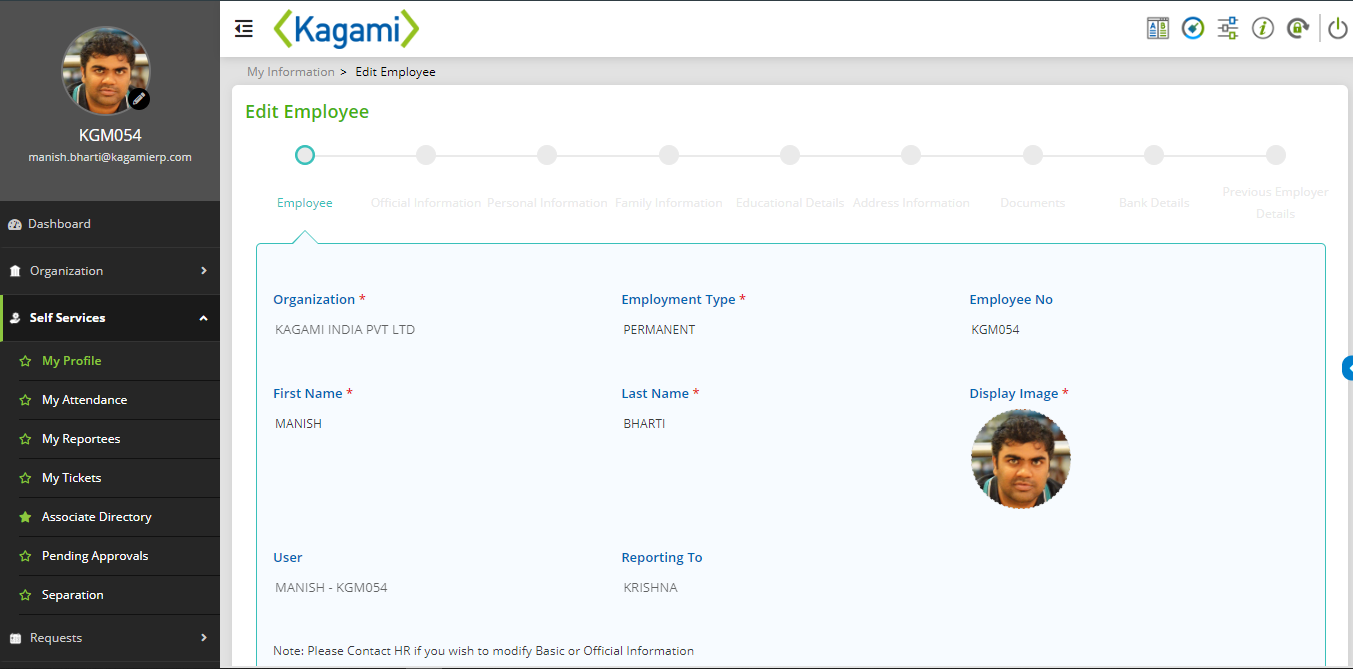 Kagami
KGM054
manish.bharti@kagamierp.com
Dashboard
Organization
Self Services
My Profile
My Attendance
My Reportees
My Tickets
Associate Directory
Pending Approvals
Separation
Requests
My Information > Edit Employee
Edit Employee
Employee
Official Information
Personal Information
Family Information
Educational Details
Address Information
Documents
Bank Details
Previous Employer
Details
Organization *
KAGAMI INDIA PVT LTD
Employment Type *
PERMANENT
Employee No
KGM054
First Name *
MANISH
Last Name *
BHARTI
Display Image *
User
MANISH - KGM054
Reporting To
KRISHNA
Note: Please Contact HR if you wish to modify Basic or Official Information